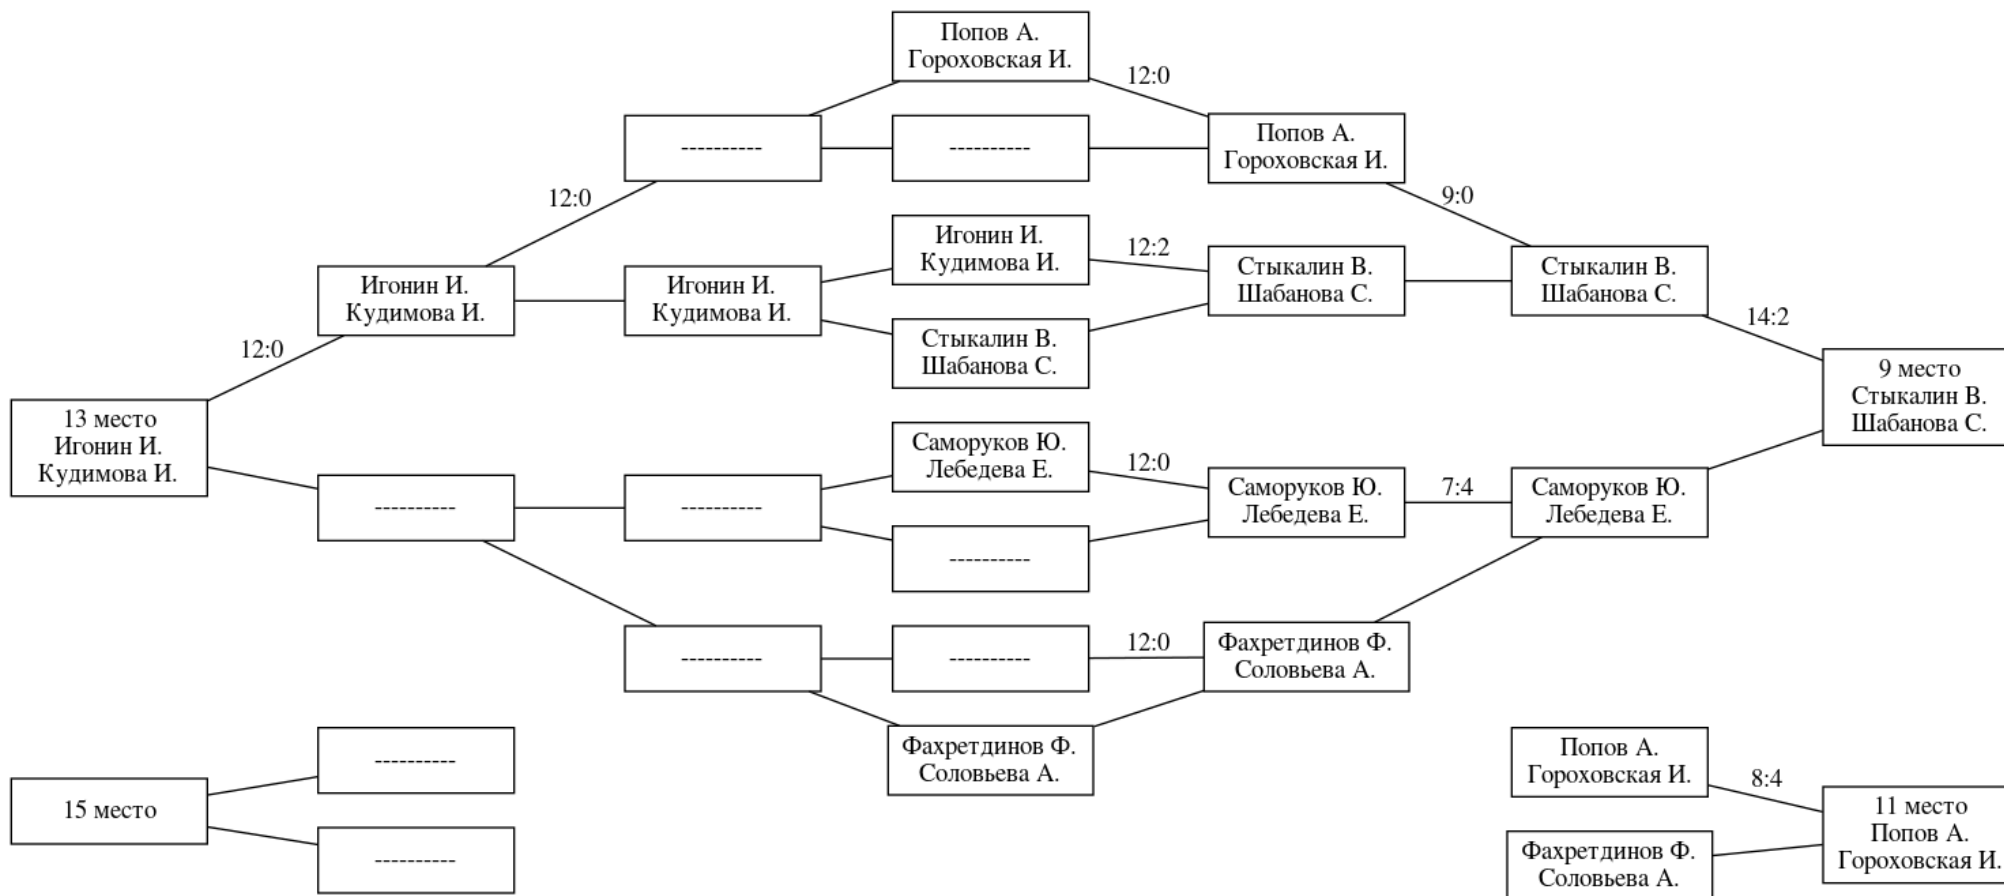 Попов А.
Гороховская И.
12:0
----------
----------
Попов А.
Гороховская И.
12:0
9:0
Игонин И.
Кудимова И.
12:2
Игонин И.
Кудимова И.
Игонин И.
Кудимова И.
Стыкалин В.
Шабанова С.
Стыкалин В.
Шабанова С.
12:0
Стыкалин В.
Шабанова С.
14:2
13 место
Игонин И.
Кудимова И.
9 место
Стыкалин В.
Шабанова С.
Саморуков Ю.
Лебедева Е.
12:0
----------
----------
Саморуков Ю.
Лебедева Е.
7:4
Саморуков Ю.
Лебедева Е.
----------
----------
----------
12:0
Фахретдинов Ф.
Соловьева А.
Фахретдинов Ф.
Соловьева А.
----------
15 место
----------
Попов А.
Гороховская И.
8:4
11 место
Попов А.
Гороховская И.
Фахретдинов Ф.
Соловьева А.